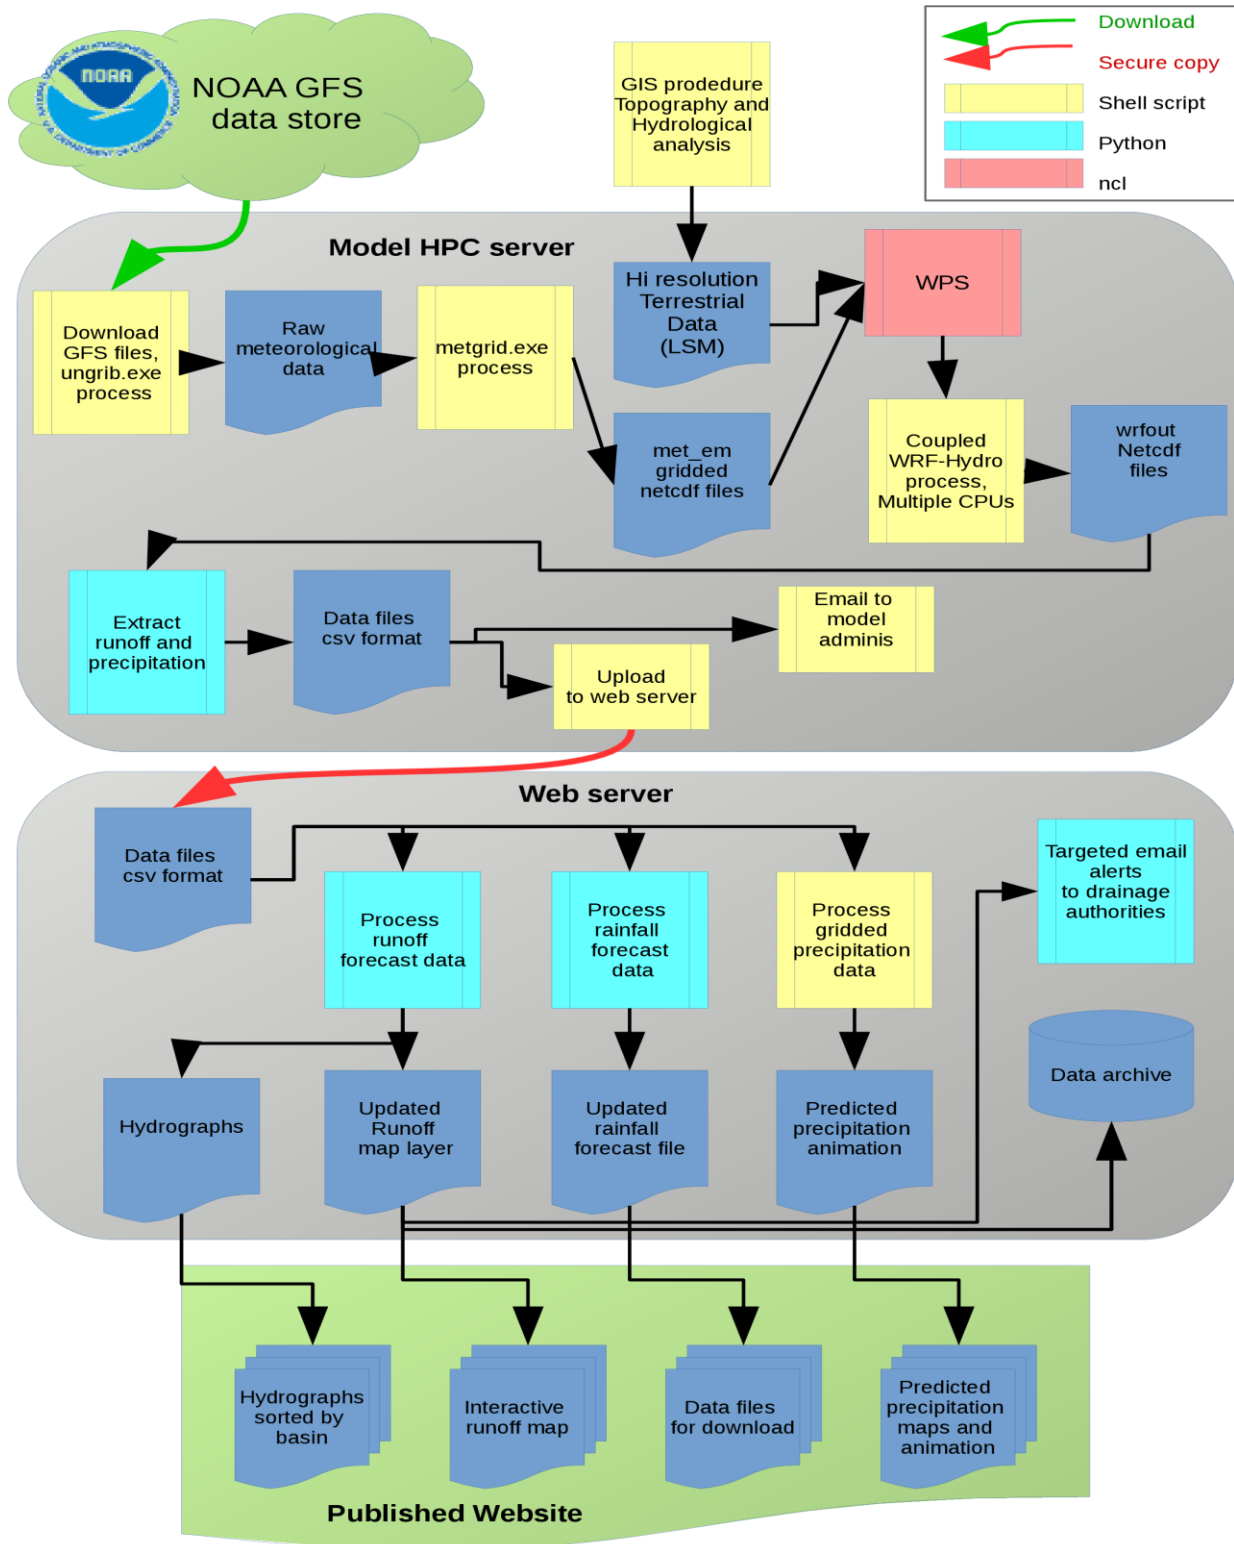 NOAA
NOAA GFS
data store
GIS prodedure
Topography and
Hydrological
analysis
Download
Secure copy
Shell script
Python
ncl
Model HPC server
Download
GFS files,
ungrib.exe
process
Raw
meteorological
data
metgrid.exe
process
Hi resolution
Terrestrial
Data
(LSM)
WPS
met_em
gridded
netcdf files
Coupled
WRF-Hydro
process,
Multiple CPUs
wrfout
Netcdf
files
Extract
runoff and
precipitation
Data files
csv format
Upload
to web server
Email to
model
adminis
Web server
Data files
csv format
Process
runoff
forecast data
Process
rainfall
forecast
data
Process
gridded
precipitation
data
Targeted email
alerts
to drainage
authorities
Hydrographs
Updated
Runoff
map layer
Updated
rainfall
forecast file
Predicted
precipitation
animation
Data archive
Hydrographs
sorted by
basin
Interactive
runoff map
Data files
for download
Predicted
precipitation
maps and
animation
Published Website